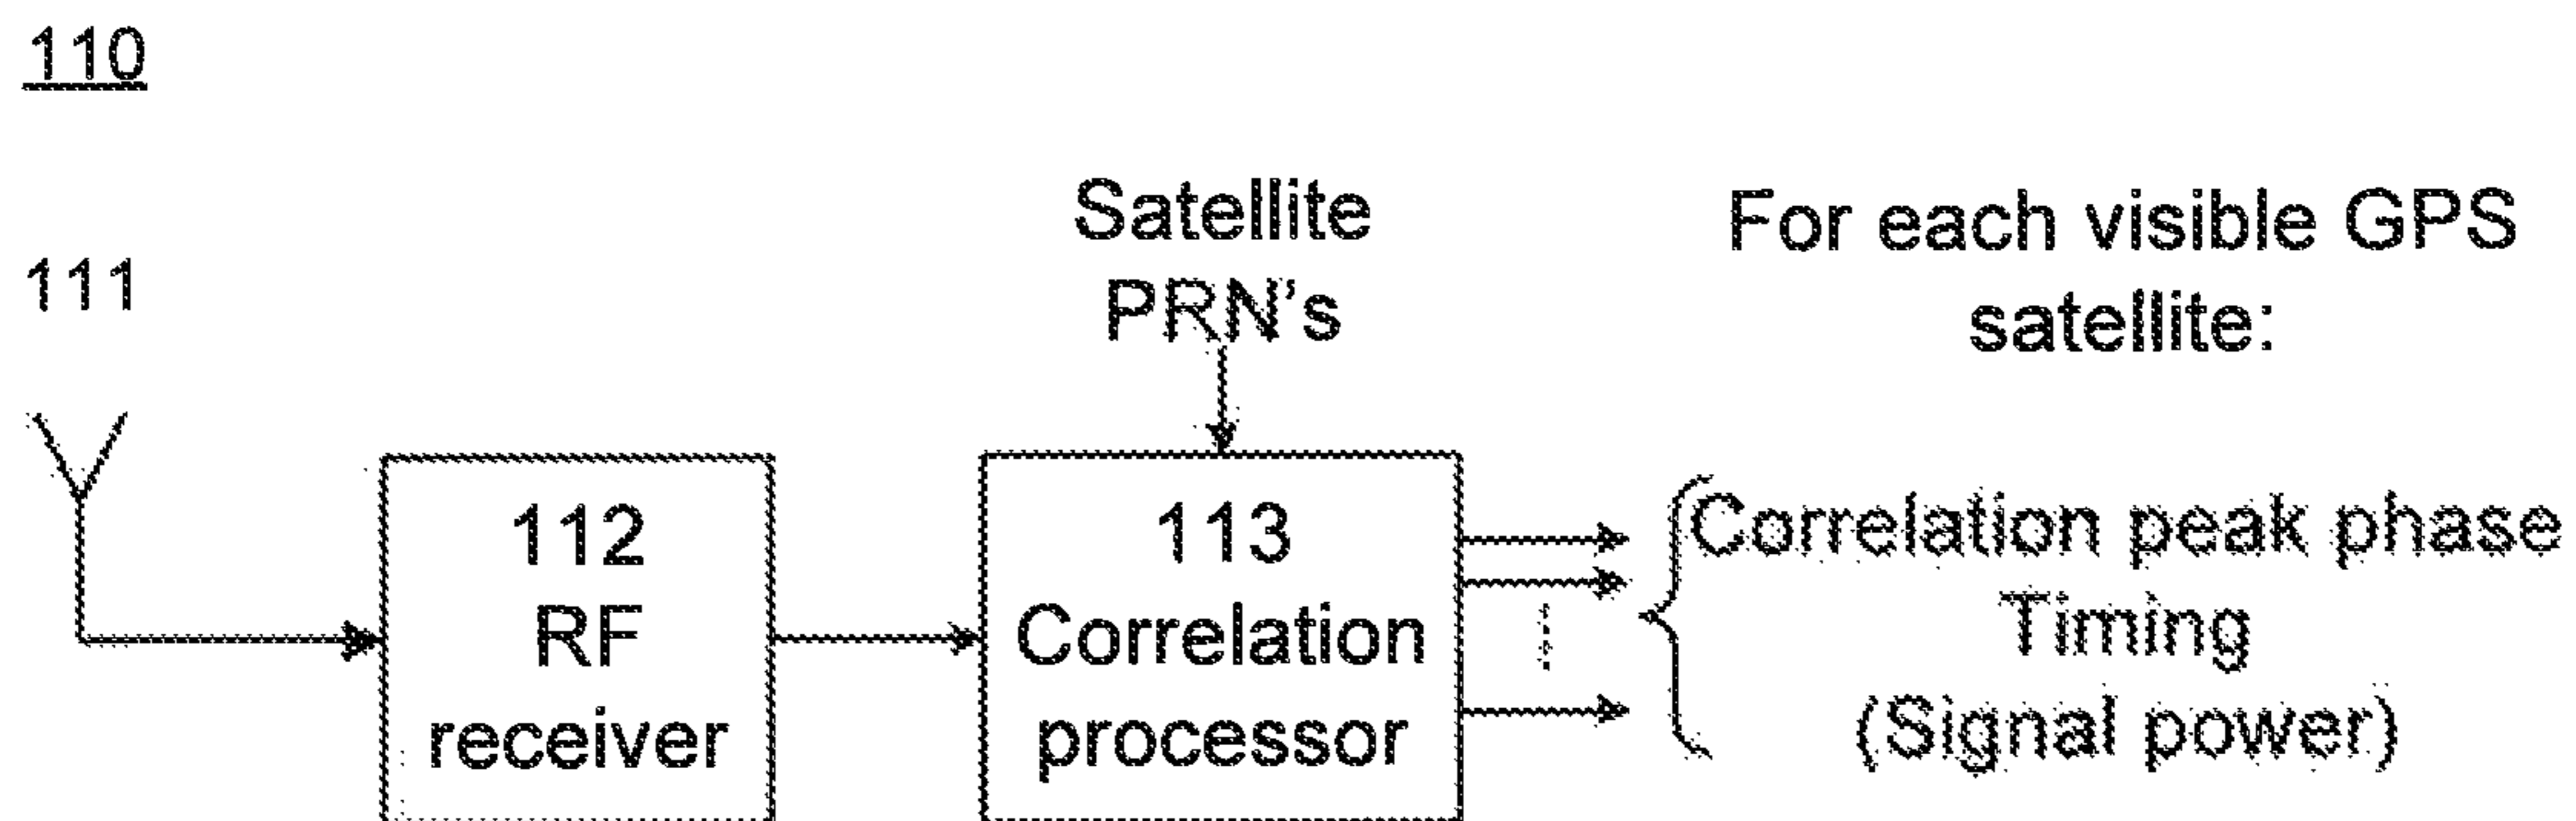 110
111
Satellite
PRN's
For each visible GPS
satellite:
112
RF
receiver
113
Correlation
processor
Correlation peak phase
Timing
(Signal power)